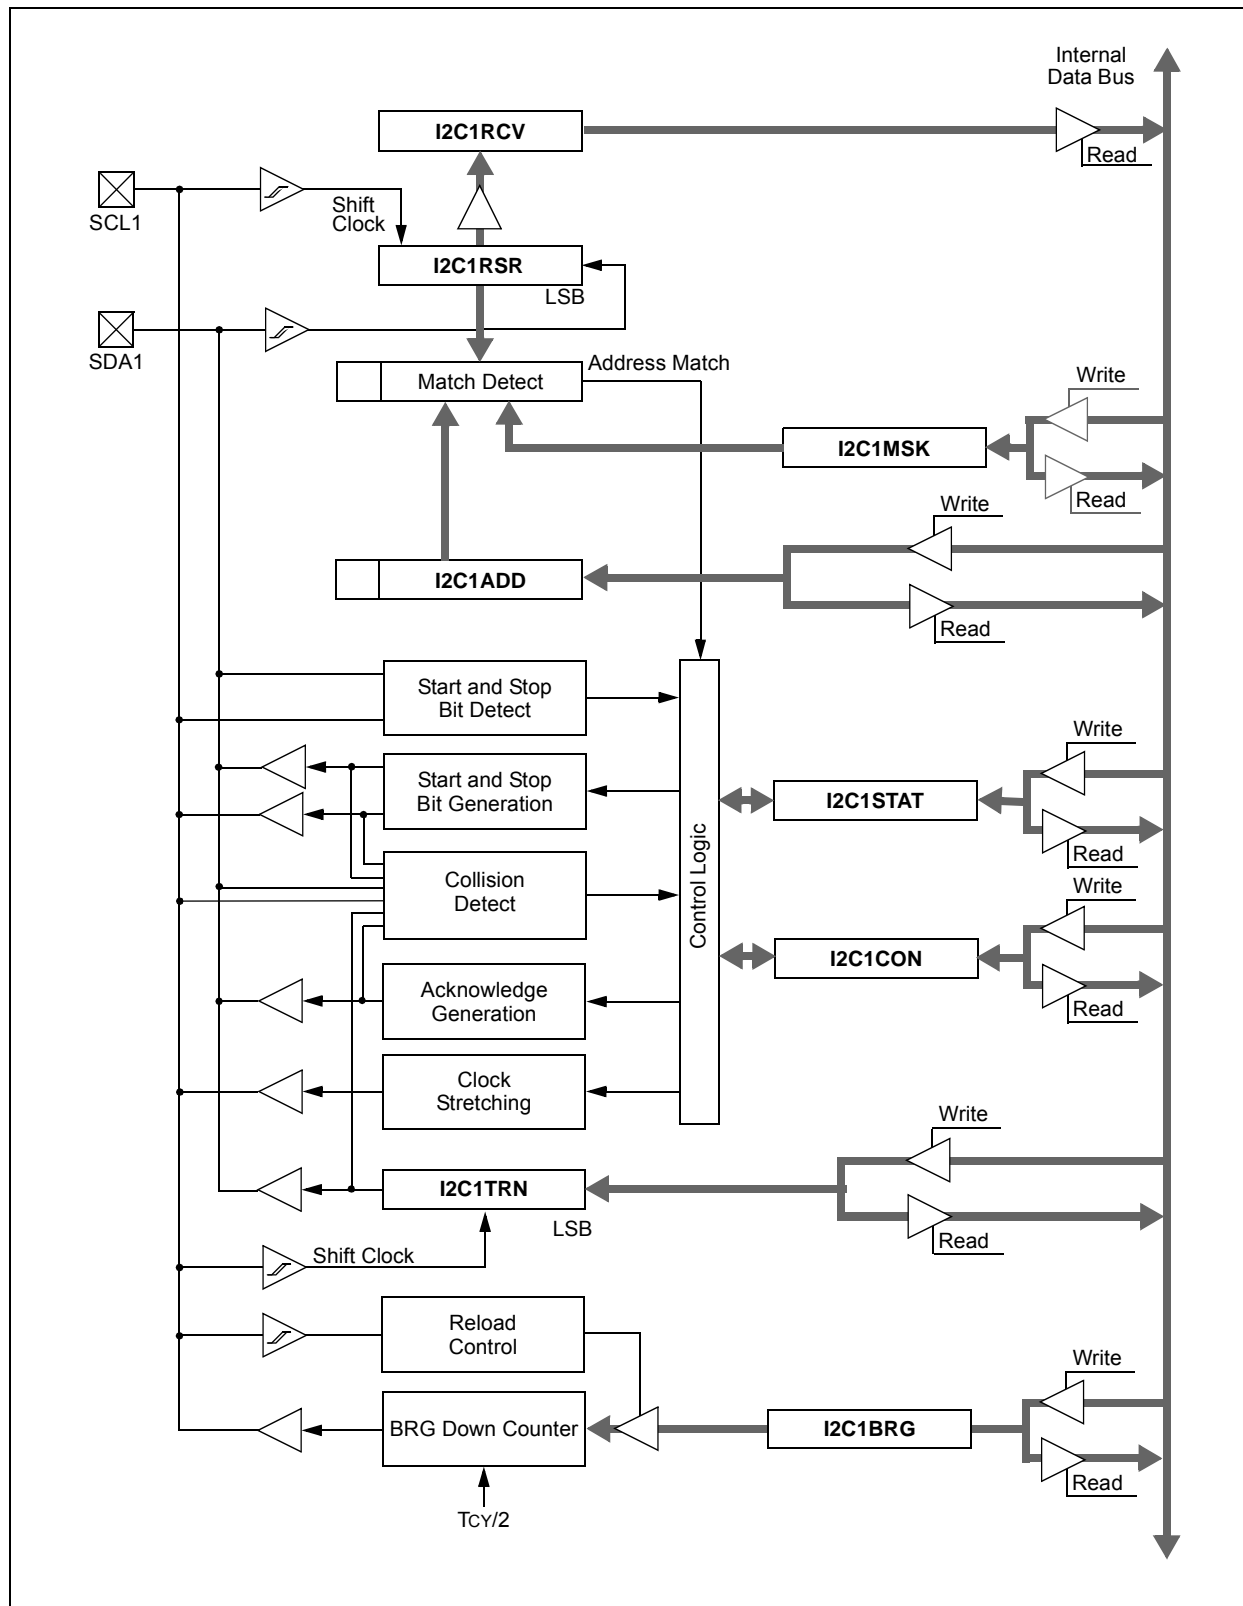 Internal
Data Bus
I2C1RCV
Read
SCL1
Shift
Clock
I2C1RSR
LSB
SDA1
Address Match
Match Detect
Write
I2C1MSK
Read
Write
I2C1ADD
Read
Start and Stop
Bit Detect
Write
Start and Stop
Bit Generation
I2C1STAT
Read
Control Logic
Collision
Detect
Write
I2C1CON
Acknowledge
Generation
Read
Clock
Stretching
Write
I2C1TRN
LSB
Read
Shift Clock
Reload
Control
Write
BRG Down Counter
I2C1BRG
Read
TCY/2